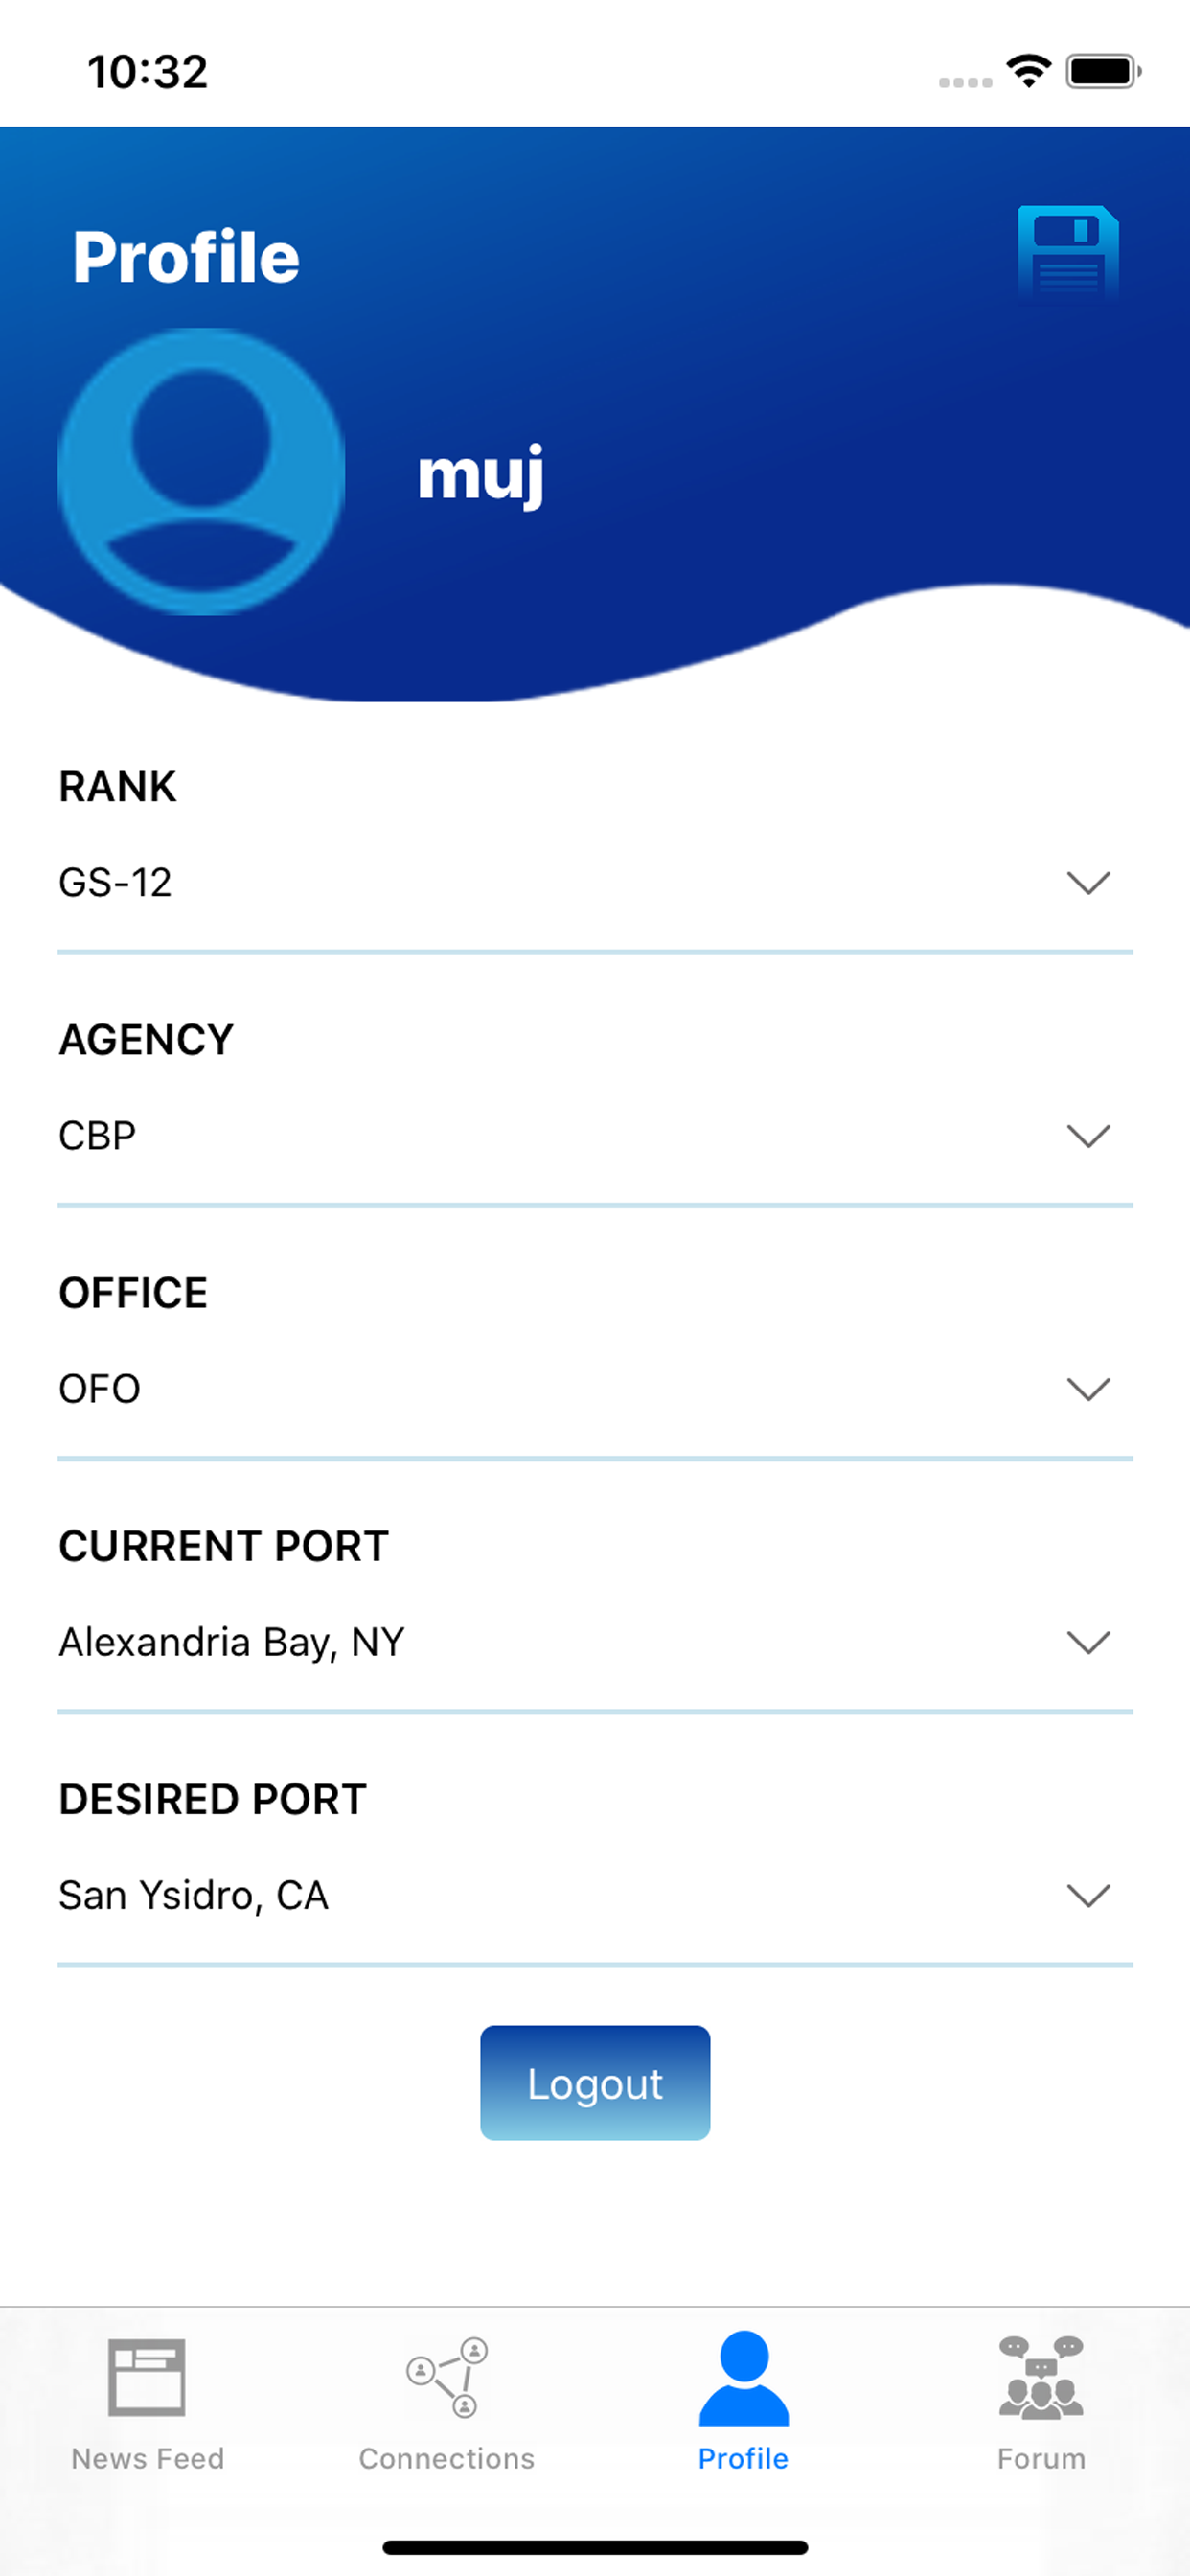 10:32
Profile
muj
RANK
GS-12
AGENCY
CBP
OFFICE
OFO
CURRENT PORT
Alexandria Bay, NY
DESIRED PORT
San Ysidro, CA
Logout
News Feed
Connections
Profile
Forum